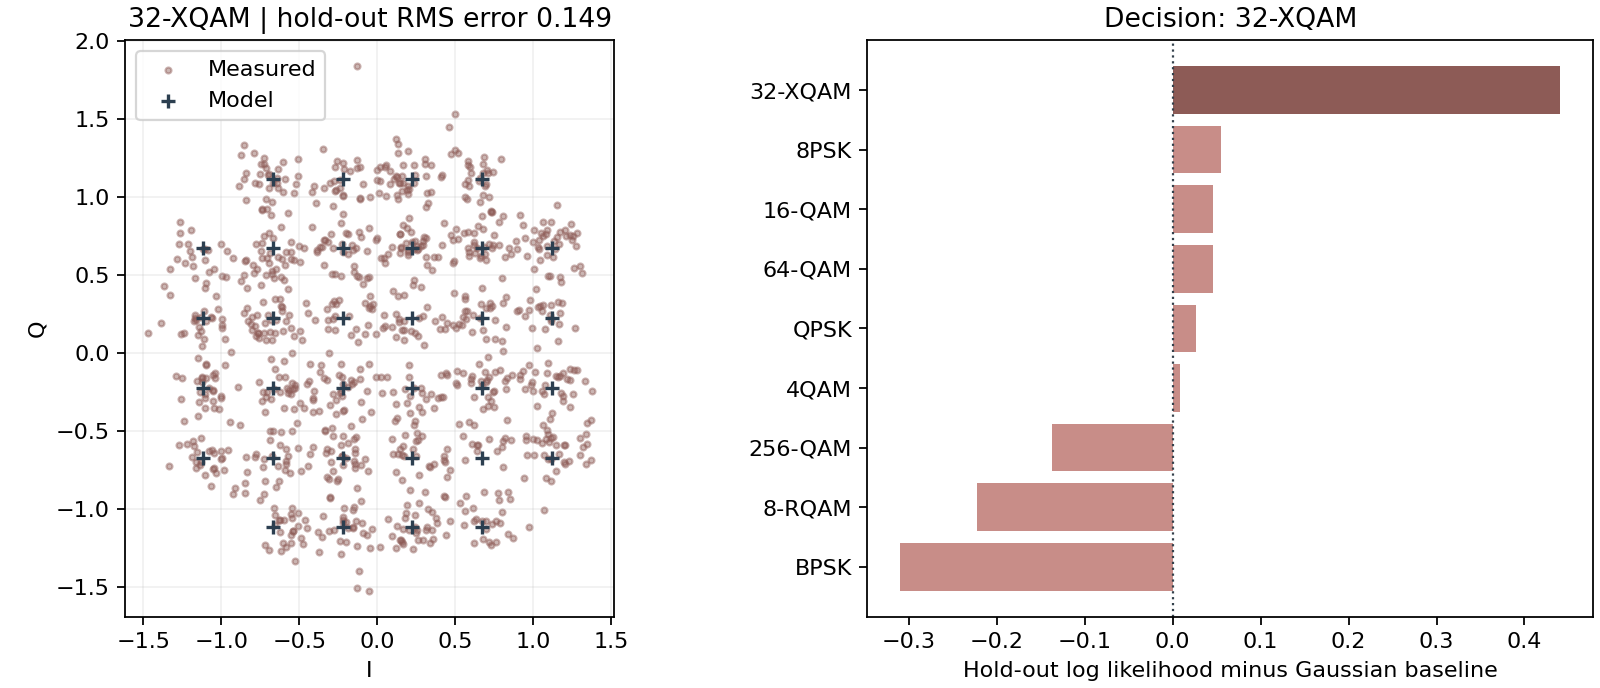 32-XQAM | hold-out RMS error 0.149
Measured
Model
2.0
1.5
1.0
0.5
0.0
−0.5
−1.0
−1.5
Q
−1.5 −1.0 −0.5 0.0 0.5 1.0 1.5
I
Decision: 32-XQAM
32-XQAM
8PSK
16-QAM
64-QAM
QPSK
4QAM
256-QAM
8-RQAM
BPSK
−0.3 −0.2 −0.1 0.0 0.1 0.2 0.3 0.4
Hold-out log likelihood minus Gaussian baseline